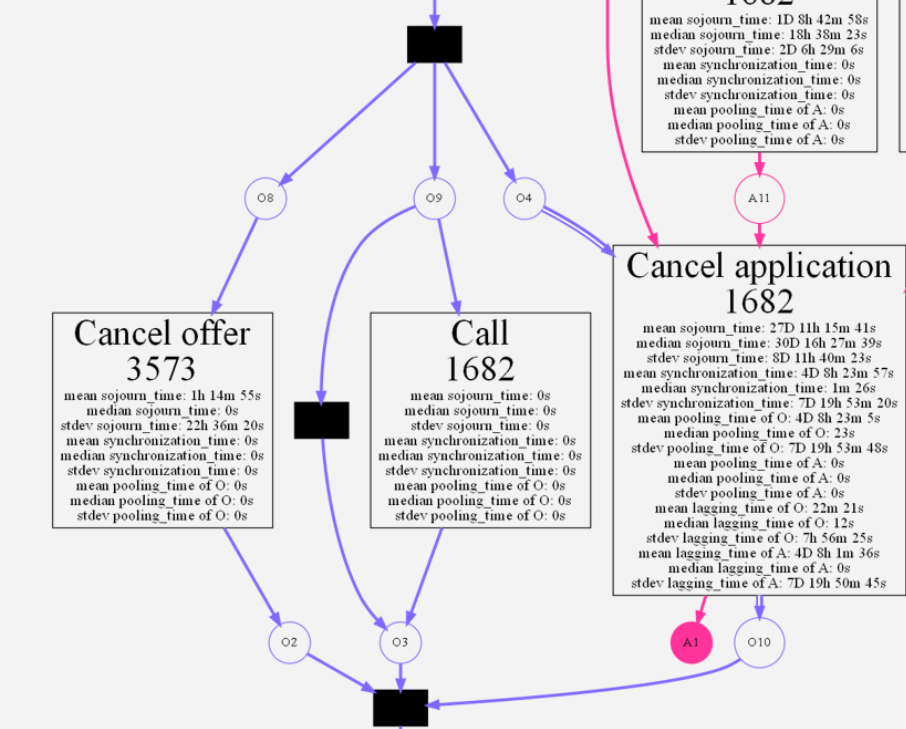 1682
mean sojourn_time: 1D 8h 42m 58s
median sojourn_time: 18h 38m 23s
stdev sojourn_time: 2D 6h 29m 6s
mean synchronization_time: 0s
median synchronization_time: 0s
stdev synchronization_time: 0s
mean pooling_time of A: 0s
median pooling_time of A: 0s
stdev pooling_time of A: 0s
O8
O9
O4
A11
Cancel offer
3573
mean sojourn_time: 1h 14m 55s
median sojourn_time: 0s
stdev sojourn_time: 22h 36m 20s
mean synchronization_time: 0s
median synchronization_time: 0s
stdev synchronization_time: 0s
mean pooling_time of O: 0s
median pooling_time of O: 0s
stdev pooling_time of O: 0s
Call
1682
mean sojourn_time: 0s
median sojourn_time: 0s
stdev sojourn_time: 0s
mean synchronization_time: 0s
median synchronization_time: 0s
stdev synchronization_time: 0s
mean pooling_time of O: 0s
median pooling_time of O: 0s
stdev pooling_time of O: 0s
Cancel application
1682
mean sojourn_time: 27D 11h 15m 41s
median sojourn_time: 30D 16h 27m 39s
stdev sojourn_time: 8D 11h 40m 23s
mean synchronization_time: 4D 8h 23m 57s
median synchronization_time: 1m 26s
stdev synchronization_time: 7D 19h 53m 20s
mean pooling_time of O: 4D 8h 23m 5s
median pooling_time of O: 23s
stdev pooling_time of O: 7D 19h 53m 48s
mean pooling_time of A: 0s
median pooling_time of A: 0s
stdev pooling_time of A: 0s
mean lagging_time of O: 22m 21s
median lagging_time of O: 12s
stdev lagging_time of O: 7h 56m 25s
mean lagging_time of A: 4D 8h 1m 36s
median lagging_time of A: 0s
stdev lagging_time of A: 7D 19h 50m 45s
O2
O3
A1
O10